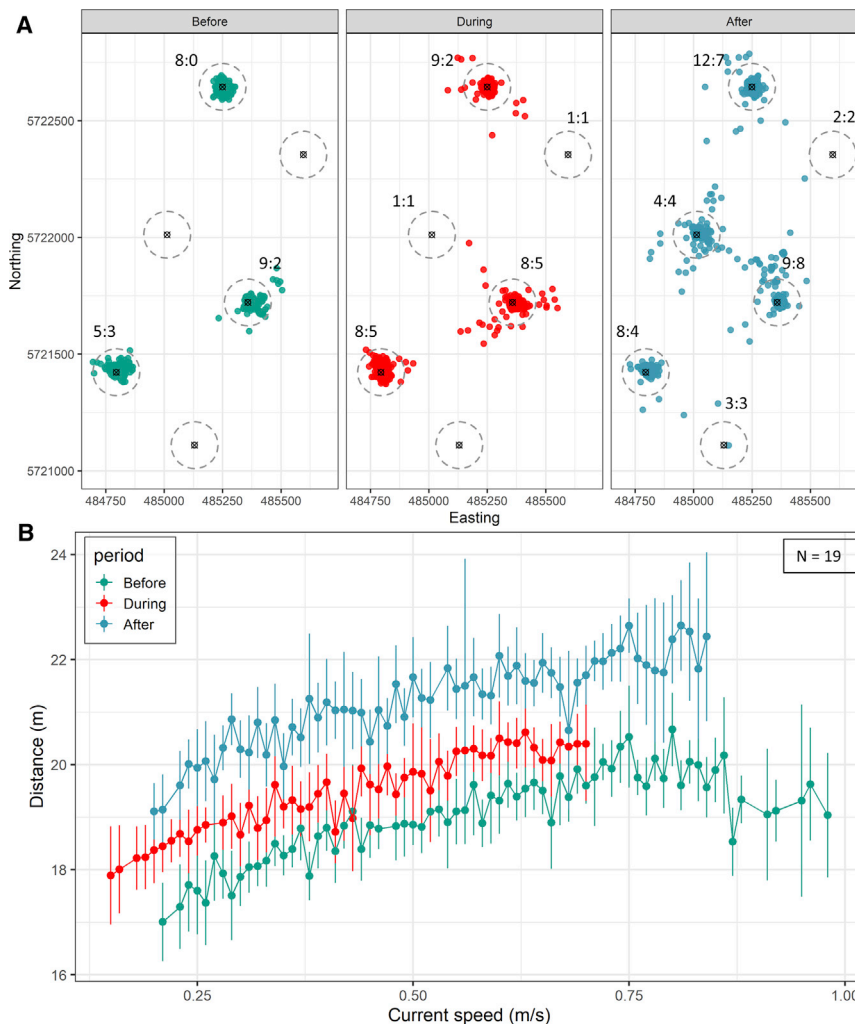 A
Before
During
After
8:0
9:2
5:3
9:2
1:1
1:1
8:5
8:5
12:7
2:2
4:4
9:8
8:4
3:3
5722500
5722000
5721500
5721000
Northing
484750 485000 485250 485500
484750 485000 485250 485500
484750 485000 485250 485500
Easting
B
period
Before
During
After
N = 19
24
22
20
18
16
Distance (m)
0.25 0.50 0.75 1.00
Current speed (m/s)